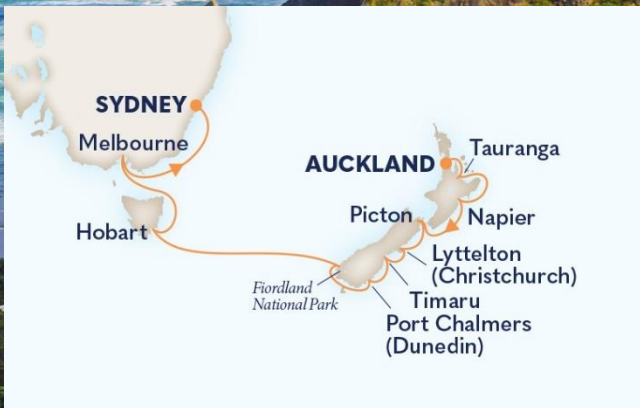 SYDNEY
Melbourne
Hobart
AUCKLAND
Tauranga
Picton
Napier
Lyttelton
(Christchurch)
Timaru
Port Chalmers
(Dunedin)
Fiordland
National Park